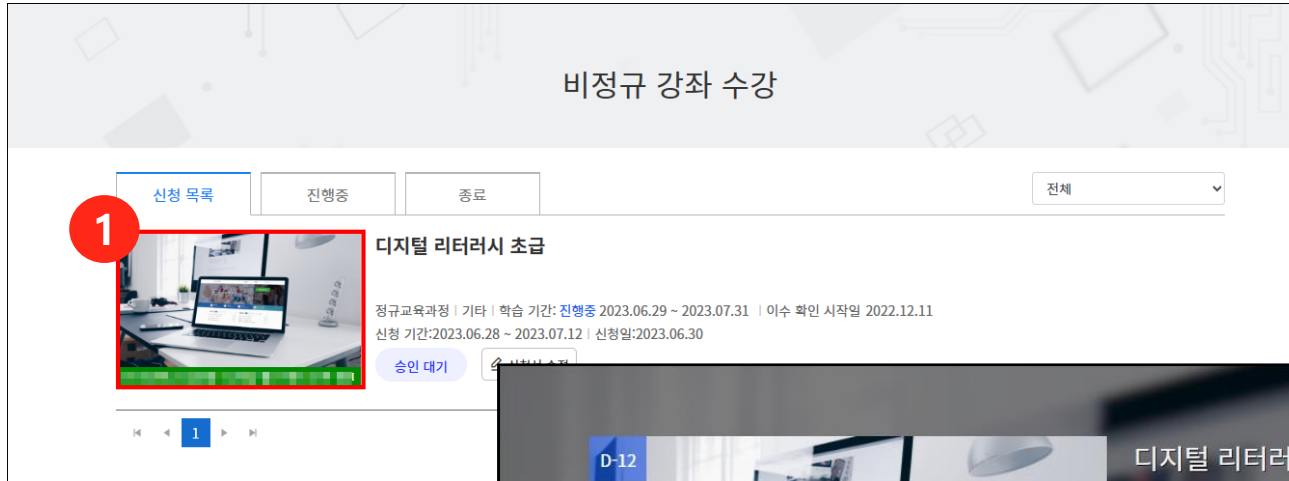 비정규 강좌 수강
신청 목록
진행중
종료
전체
1
디지털 리터러시 초급
정규교육과정 | 기타 | 학습 기간: 진행중 2023.06.29 ~ 2023.07.31 | 이수 확인 시작일 2022.12.11
신청 기간:2023.06.28 ~ 2023.07.12 | 신청일:2023.06.30
승인 대기
1
D-12
디지털 리터러